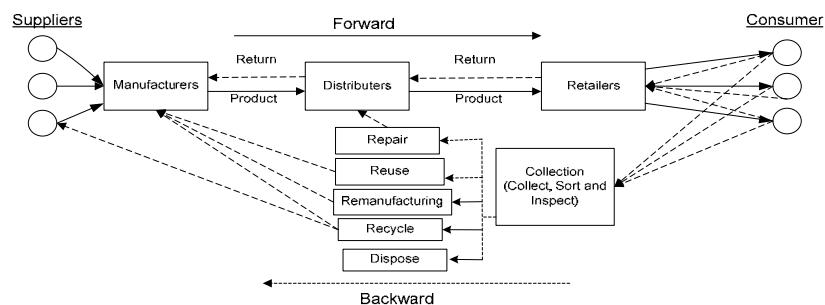 Suppliers
Forward
Consumer
Return
Return
Manufacturers
Distributers
Retailers
Product
Product
Repair
Reuse
Remanufacturing
Recycle
Dispose
Collection
(Collect, Sort and
Inspect)
Backward